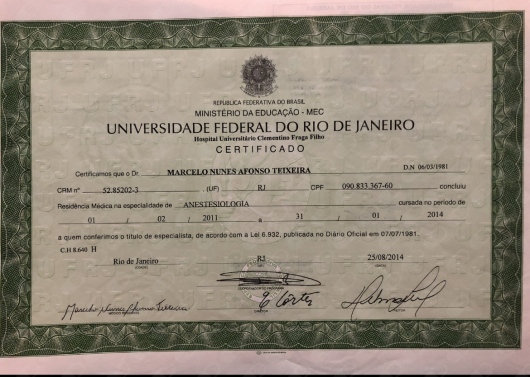 REPÚBLICA FEDERATIVA DO BRASIL
MINISTÉRIO DA EDUCAÇÃO - MEC
UNIVERSIDADE FEDERAL DO RIO DE JANEIRO
Hospital Universitário Clementino Fraga Filho
CERTIFICADO
Certificamos que o Dr. MARCELO NUNES AFONSO TEIXEIRA D.N 06/03/1981
CRM nº 52.85202-3 (UF) RJ CPF 090.833.367-60 concluiu
Residência Médica na especialidade de ANESTESIOLOGIA cursada no período de
01 / 02 / 2011 a 31 / 01 / 2014
a quem conferimos o título de especialista, de acordo com a Lei 6.932, publicada no Diário Oficial em 07/07/1981.
C.H 8.640 H
Rio de Janeiro RJ 25/08/2014
(CIDADE) (DATA)
DIRETOR